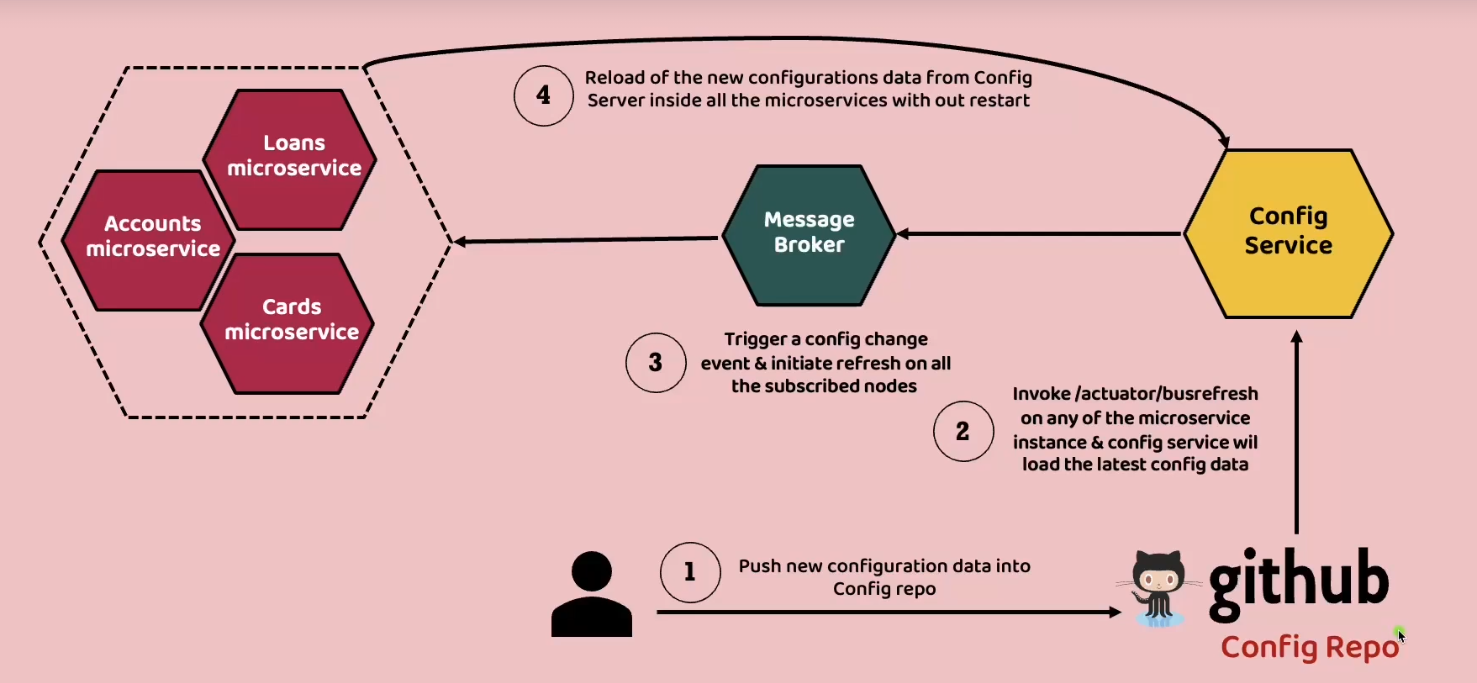 4
Reload of the new configurations data from Config
Server inside all the microservices with out restart
Loans
microservice
Accounts
microservice
Cards
microservice
Message
Broker
Config
Service
3
Trigger a config change
event & initiate refresh on all
the subscribed nodes
2
Invoke /actuator/busrefresh
on any of the microservice
instance & config service wil
load the latest config data
1
Push new configuration data into
Config repo
github
Config Repo